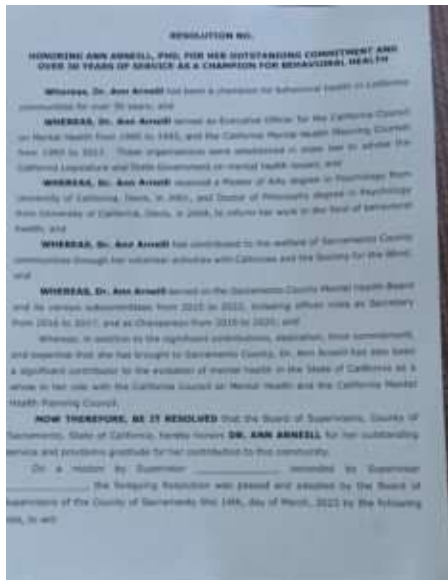 RESOLUTION NO.
HONORING ANN ARNEILL, PHD, FOR HER OUTSTANDING COMMITMENT AND
OVER 30 YEARS OF SERVICE AS A CHAMPION FOR BEHAVIORAL HEALTH
Whereas, Dr. Ann Arneill has been a champion for behavioral health in California
communities for over 30 years; and
WHEREAS, Dr. Ann Arneill served as Executive Officer for the California Council
on Mental Health from to 1993, and the California Mental Health Planning Council
from 1993 to These organizations were established in state law to advise the
California Legislature and State Government on mental health issues; and
WHEREAS, Dr. Ann Arneill received a Master of Arts degree in Psychology from
University of California, Davis, in and Doctor of Philosophy degree in Psychology
from University of California, Davis, in to inform her work in the field of behavioral
health; and
WHEREAS, Dr. Ann Arneill has contributed to the welfare of Sacramento County
communities through her volunteer activities with and the Society for the Blind;
and
WHEREAS, Dr. Ann Arneill served on the Sacramento County Mental Health Board
and its various subcommittees from 2015 to 2022, including officer roles as Secretary
from 2016 to 2017, and as Chairperson from to 2020; and
Whereas, in addition to the significant contributions, dedication, time commitment,
and expertise that she has brought to Sacramento County, Dr. Ann Arneill has also been
a significant contributor to the evolution of mental health in the State of California as a
whole in her role with the California Council on Mental Health and the California Mental
Health Planning Council.
NOW THEREFORE, BE IT RESOLVED that the Board of Supervisors, County of
Sacramento, State of California, hereby honors DR. ANN ARNEILL for her outstanding
service and proclaims gratitude for her contribution to this community.
On a motion by Supervisor ____________, seconded by Supervisor
____________, the foregoing Resolution was passed and adopted by the Board of
Supervisors of the County of Sacramento this 14th, day of March, 2023 by the following
vote, to wit: